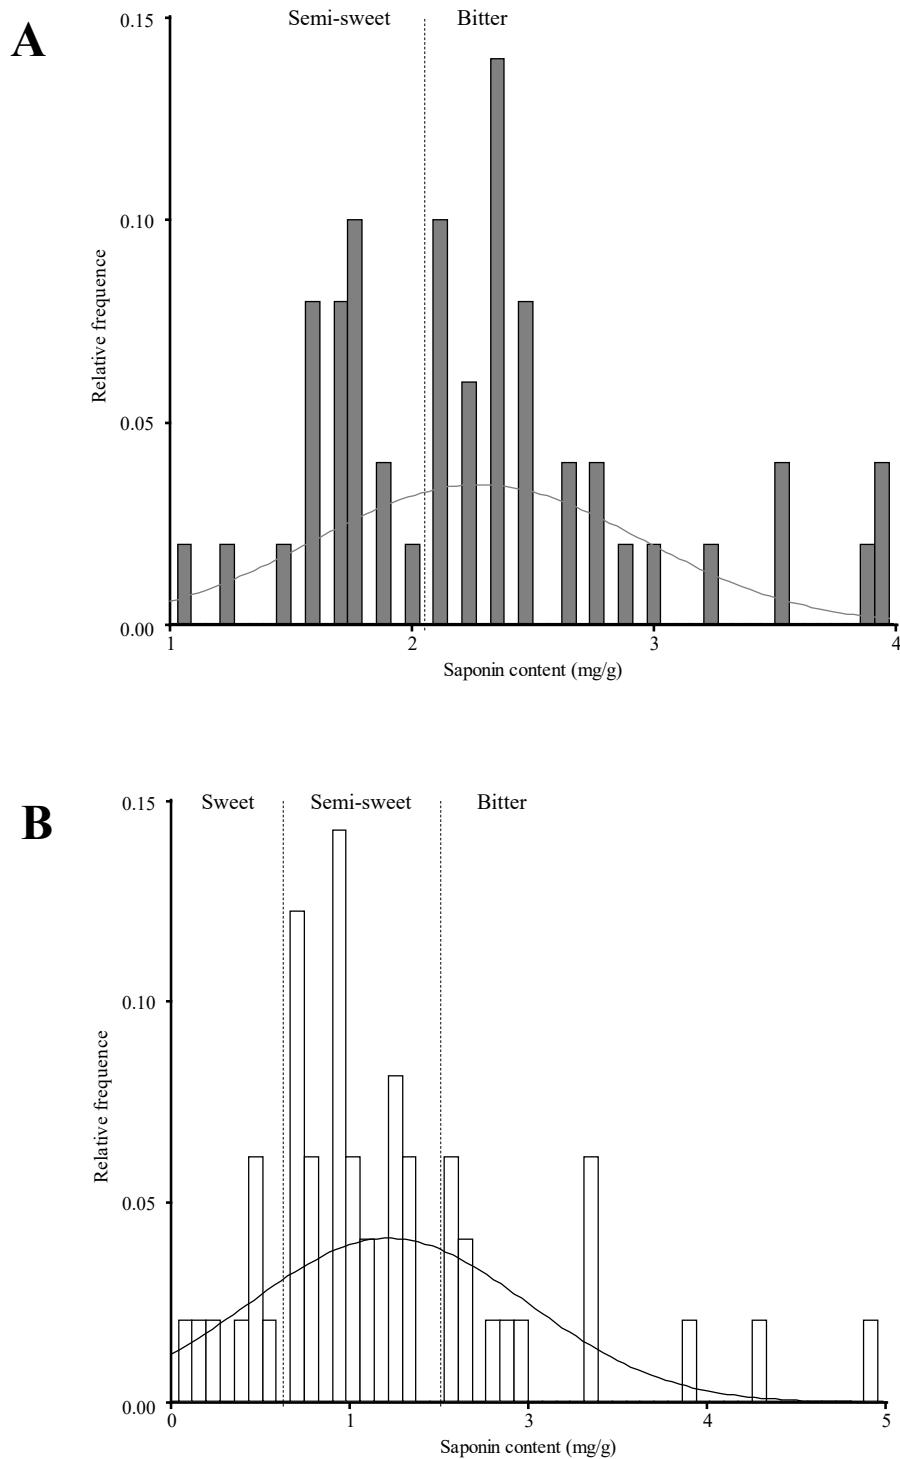 A
Semi-sweet Bitter
0.15
0.10
0.05
0.00
Relative frequence
1 2 3 4
Saponin content (mg/g)
B
Sweet Semi-sweet Bitter
0.15
0.10
0.05
0.00
Relative frequence
0 1 3 4 5
Saponin content (mg/g)